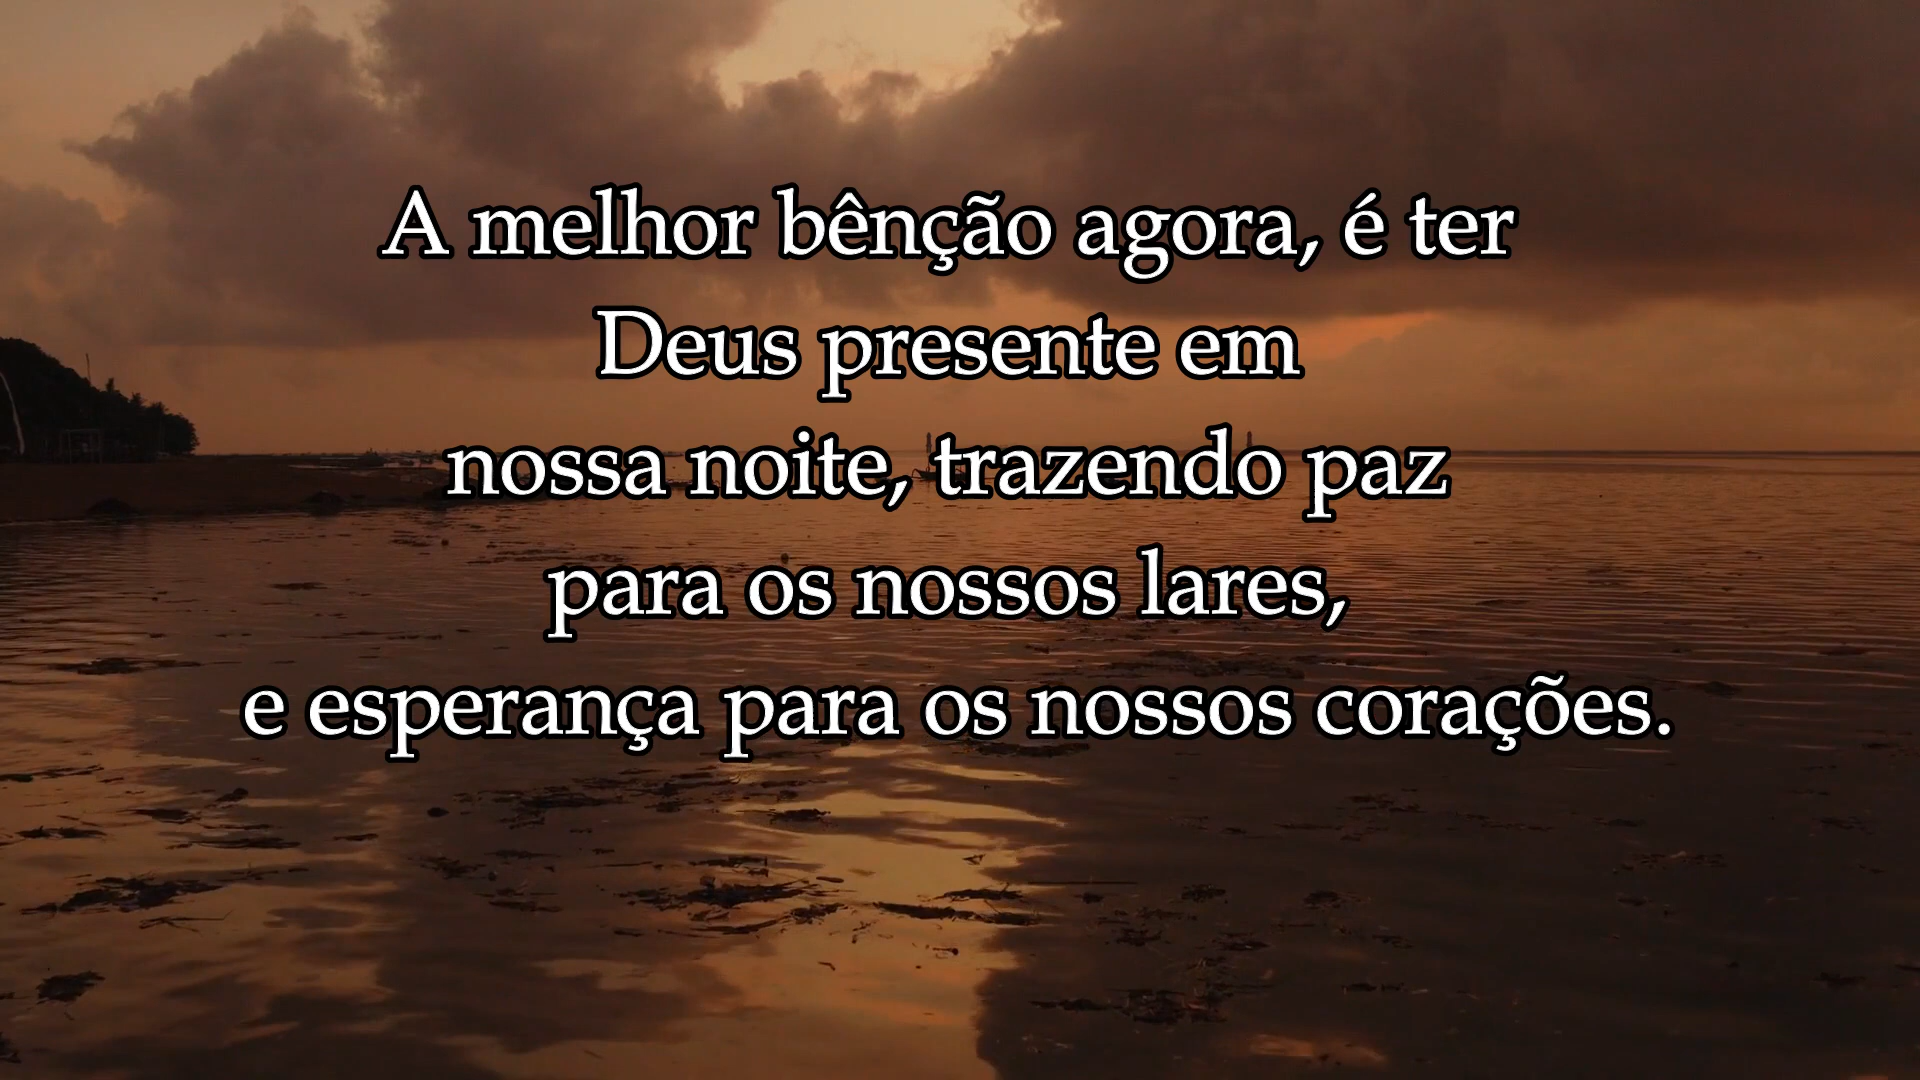 A melhor bênção agora, é ter
Deus presente em
nossa noite, trazendo paz
para os nossos lares,
e esperança para os nossos corações.